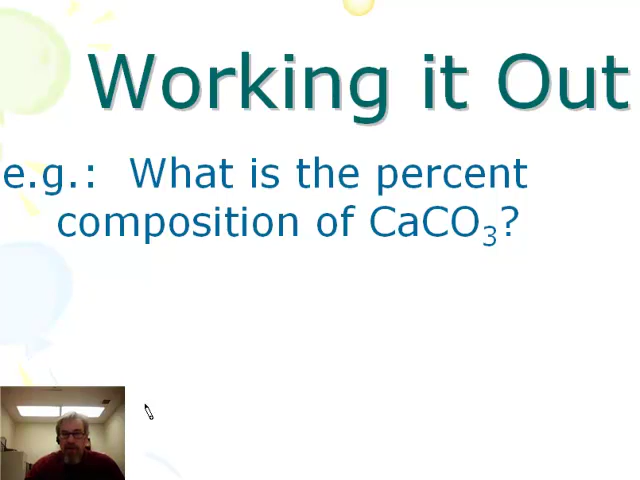 Working it Out
e.g.: What is the percent
composition of CaCO₃?